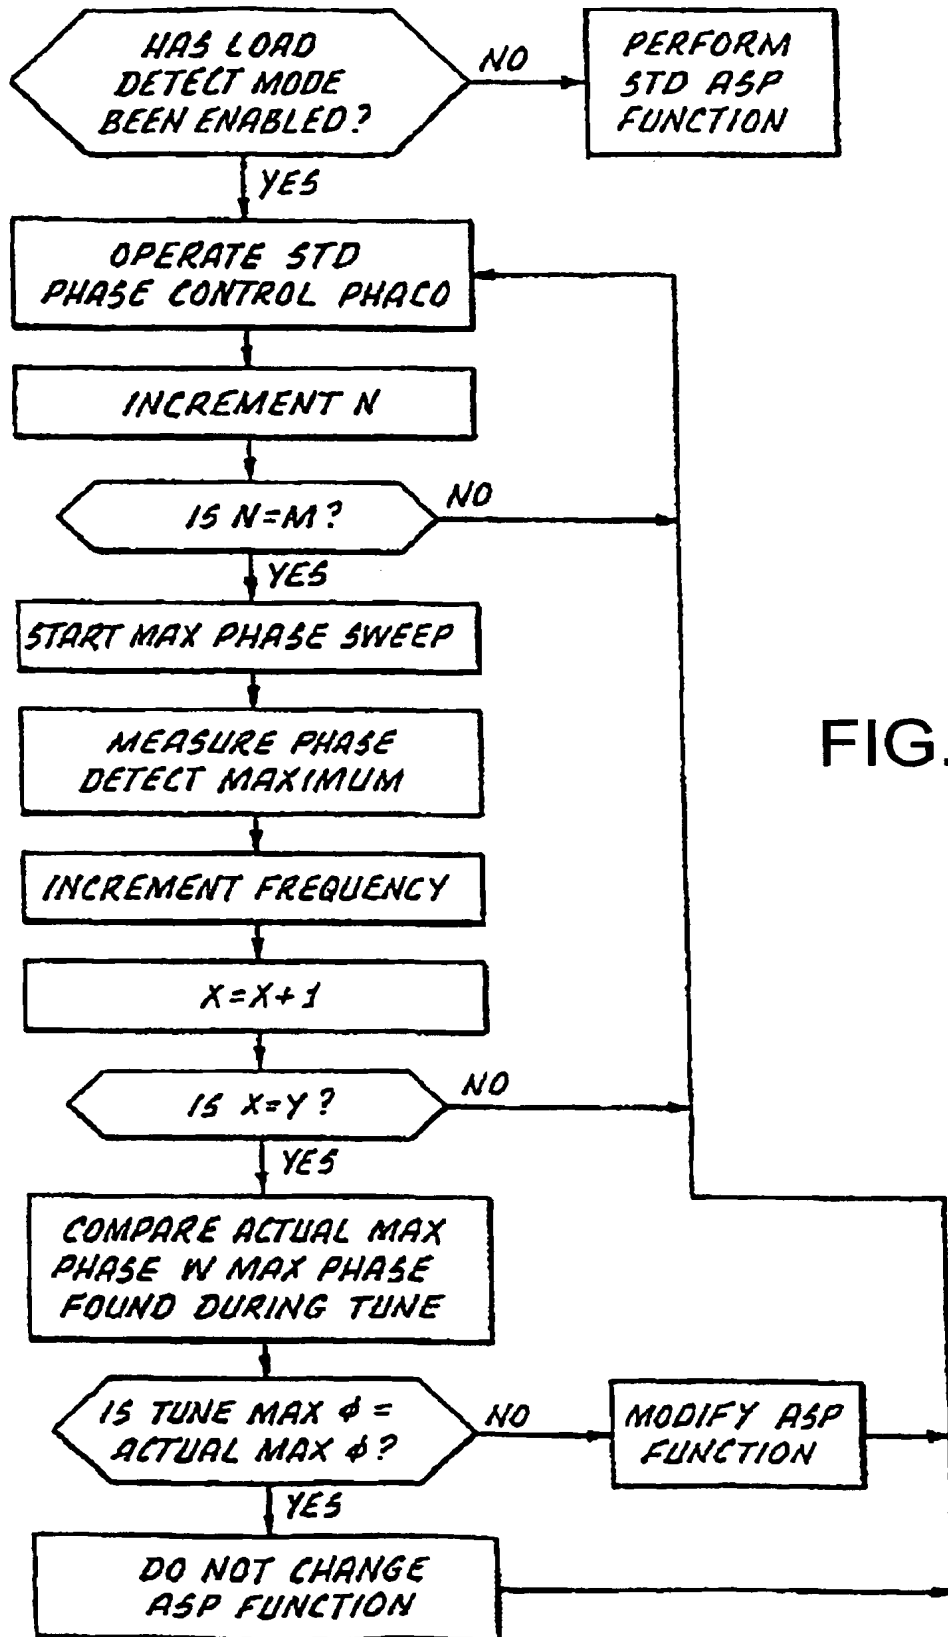 HAS LOAD
DETECT MODE
BEEN ENABLED?
NO
PERFORM
STD ASP
FUNCTION
YES
OPERATE STD
PHASE CONTROL PHACO
INCREMENT N
IS N=M?
NO
YES
START MAX PHASE SWEEP
MEASURE PHASE
DETECT MAXIMUM
FIG.
INCREMENT FREQUENCY
X=X+1
IS X=Y?
NO
YES
COMPARE ACTUAL MAX
PHASE W MAX PHASE
FOUND DURING TUNE
IS TUNE MAX ϕ =
ACTUAL MAX ϕ?
NO
MODIFY ASP
FUNCTION
YES
DO NOT CHANGE
ASP FUNCTION